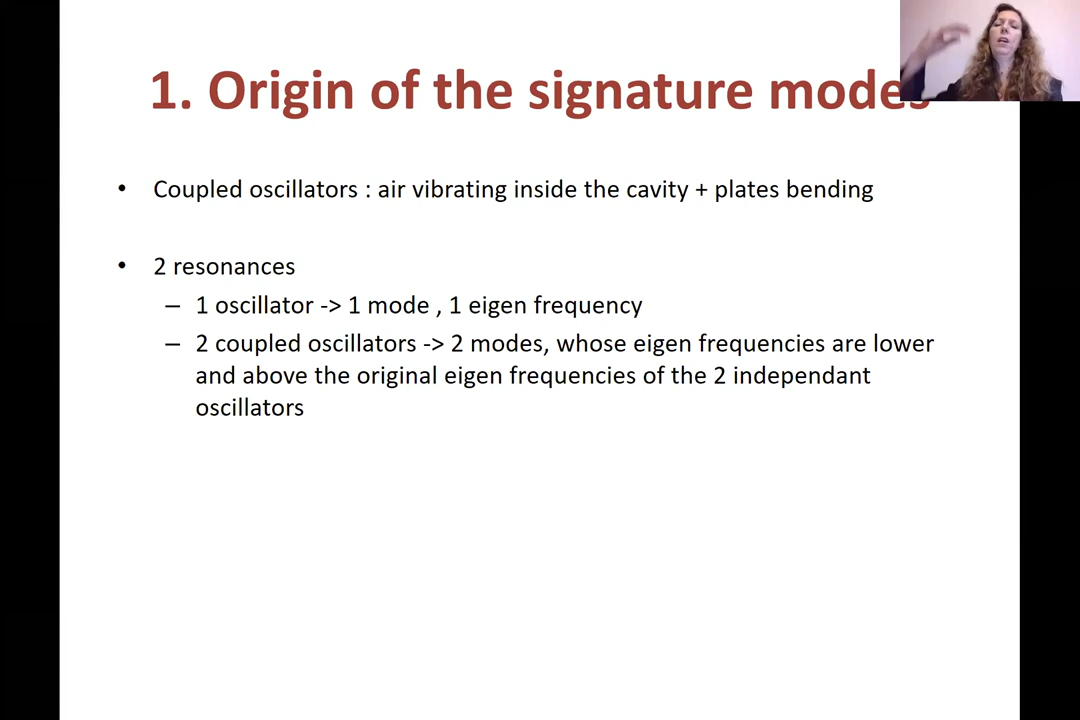 1. Origin of the signature modes
• Coupled oscillators : air vibrating inside the cavity + plates bending
• 2 resonances
– 1 oscillator -> 1 mode , 1 eigen frequency
– 2 coupled oscillators -> 2 modes, whose eigen frequencies are lower
and above the original eigen frequencies of the 2 independant
oscillators